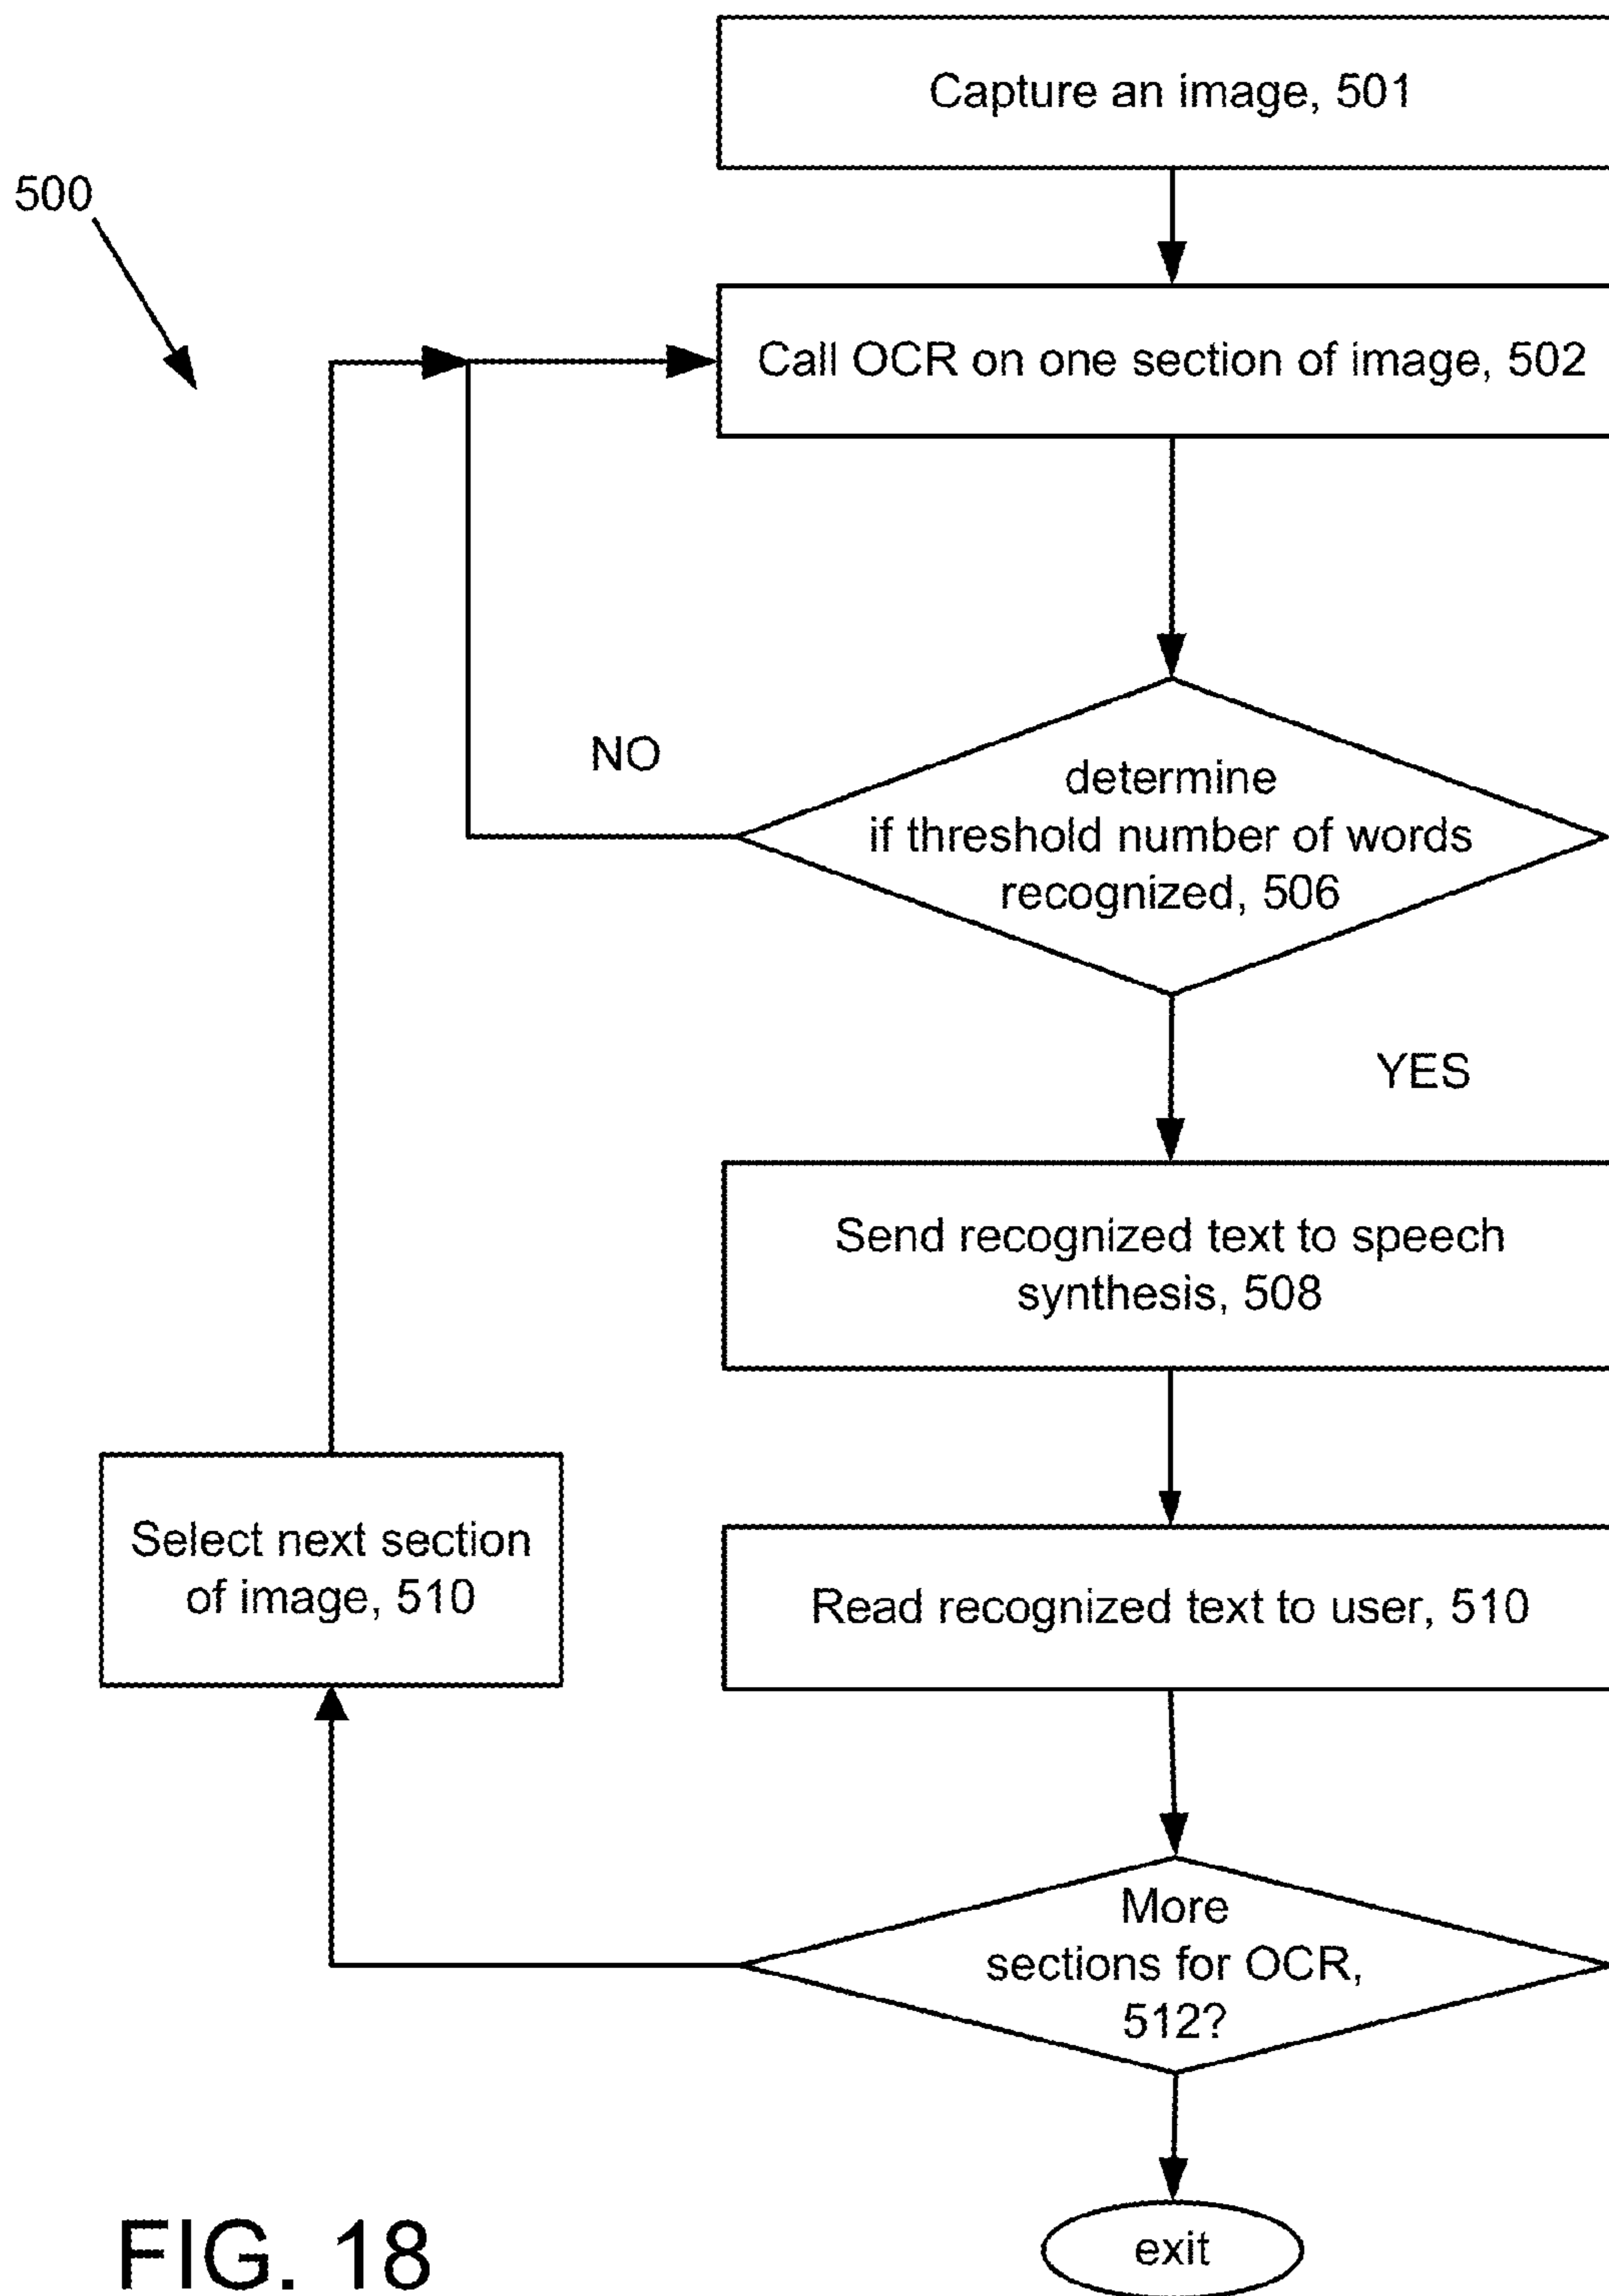 Capture an image, 501
500
Call OCR on one section of image, 502
NO
determine
if threshold number of words
recognized, 506
YES
Send recognized text to speech
synthesis, 508
Select next section
of image, 510
Read recognized text to user, 510
More
sections for OCR,
512?
exit
FIG. 18